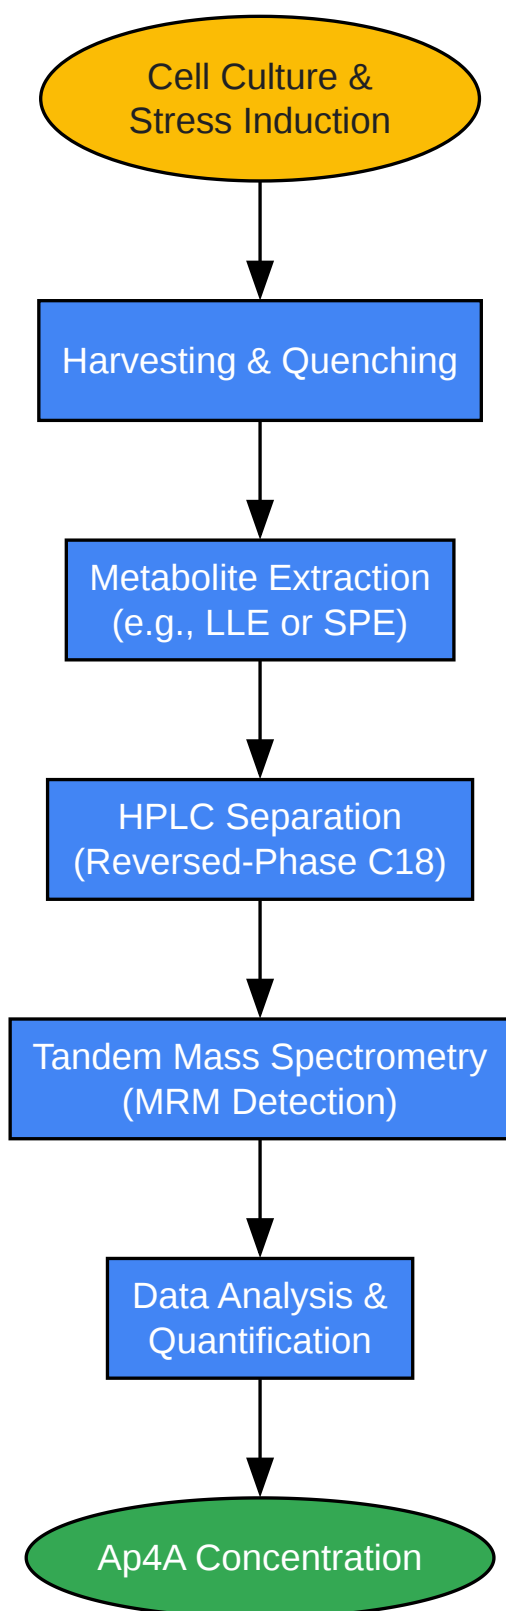 Cell Culture &
Stress Induction
Harvesting & Quenching
Metabolite Extraction
(e.g., LLE or SPE)
HPLC Separation
(Reversed-Phase C18)
Tandem Mass Spectrometry
(MRM Detection)
Data Analysis &
Quantification
Ap4A Concentration